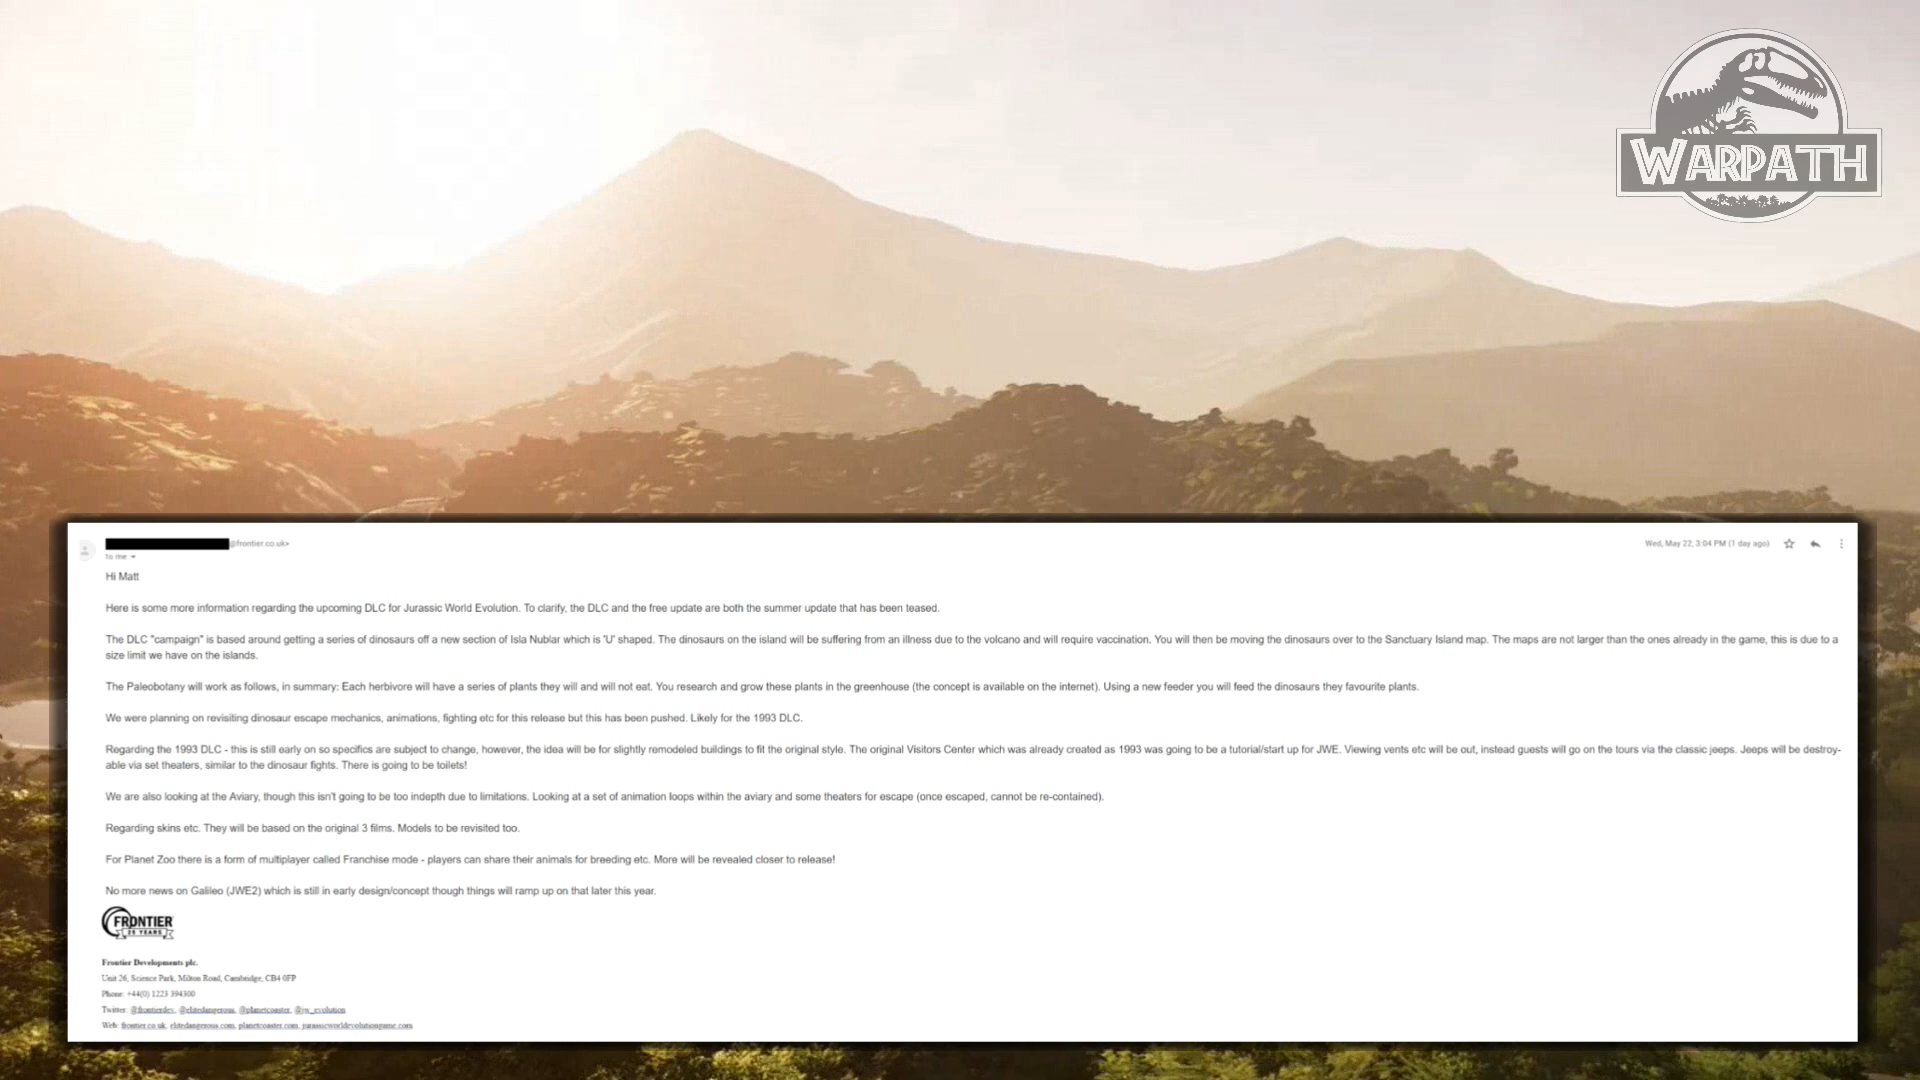 WARPATH
@frontier.co.uk>
Wed, May 22, 3:04 PM (1 day ago)
to me
Hi Matt
Here is some more information regarding the upcoming DLC for Jurassic World Evolution. To clarify, the DLC and the free update are both the summer update that has been teased.
The DLC "campaign" is based around getting a series of dinosaurs off a new section of Isla Nublar which is 'U' shaped. The dinosaurs on the island will be suffering from an illness due to the volcano and will require vaccination. You will then be moving the dinosaurs over to the Sanctuary Island map. The maps are not larger than the ones already in the game, this is due to a
size limit we have on the islands.
The Paleobotany will work as follows, in summary: Each herbivore will have a series of plants they will and will not eat. You research and grow these plants in the greenhouse (the concept is available on the internet). Using a new feeder you will feed the dinosaurs they favourite plants.
We were planning on revisiting dinosaur escape mechanics, animations, fighting etc for this release but this has been pushed. Likely for the 1993 DLC.
Regarding the 1993 DLC - this is still early on so specifics are subject to change, however, the idea will be for slightly remodeled buildings to fit the original style. The original Visitors Center which was already created as 1993 was going to be a tutorial/start up for JWE. Viewing vents etc will be out, instead guests will go on the tours via the classic jeeps. Jeeps will be destroy-
able via set theaters, similar to the dinosaur fights. There is going to be toilets!
We are also looking at the Aviary, though this isn't going to be too indepth due to limitations. Looking at a set of animation loops within the aviary and some theaters for escape (once escaped, cannot be re-contained).
Regarding skins etc. They will be based on the original 3 films. Models to be revisited too.
For Planet Zoo there is a form of multiplayer called Franchise mode - players can share their animals for breeding etc. More will be revealed closer to release!
No more news on Galileo (JWE2) which is still in early design/concept though things will ramp up on that later this year.
FRONTIER
25 YEARS
Frontier Developments plc.
Unit 26, Science Park, Milton Road, Cambridge, CB4 0FP
Phone: +44(0) 1223 394300
Twitter: @frontierdev, @elitedangerous, @planetcoaster, @jw_evolution
Web: frontier.co.uk, elitedangerous.com, planetcoaster.com, jurassicworldevolutiongame.com